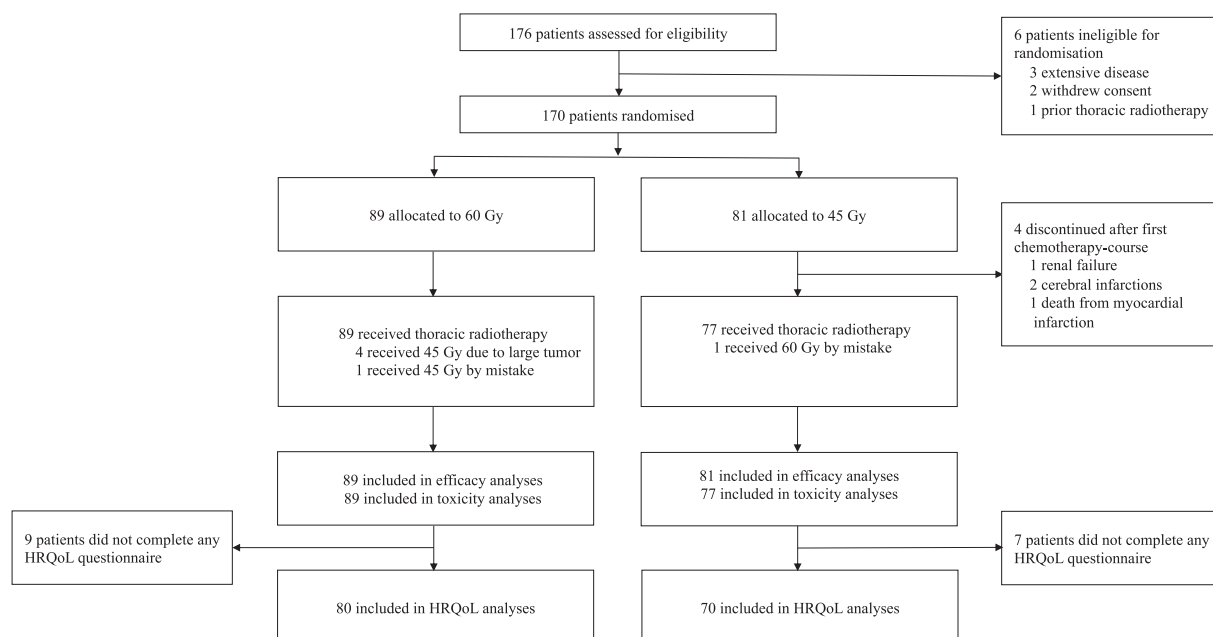 176 patients assessed for eligibility
6 patients ineligible for
randomisation
3 extensive disease
2 withdrew consent
1 prior thoracic radiotherapy
170 patients randomised
89 allocated to 60 Gy
81 allocated to 45 Gy
4 discontinued after first
chemotherapy-course
1 renal failure
2 cerebral infarctions
1 death from myocardial
infarction
89 received thoracic radiotherapy
4 received 45 Gy due to large tumor
1 received 45 Gy by mistake
77 received thoracic radiotherapy
1 received 60 Gy by mistake
89 included in efficacy analyses
89 included in toxicity analyses
81 included in efficacy analyses
77 included in toxicity analyses
9 patients did not complete any
HRQoL questionnaire
7 patients did not complete any
HRQoL questionnaire
80 included in HRQoL analyses
70 included in HRQoL analyses